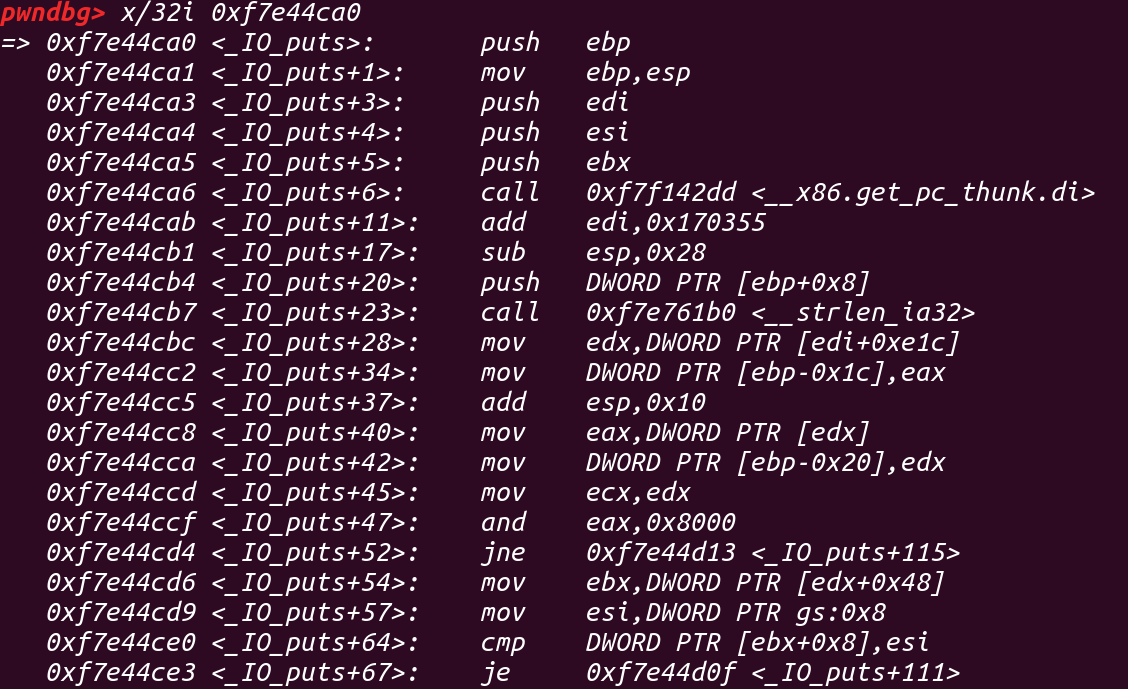 pwndbg> x/32i 0xf7e44ca0
=> 0xf7e44ca0 <_IO_puts>: push ebp
0xf7e44ca1 <_IO_puts+1>: mov ebp,esp
0xf7e44ca3 <_IO_puts+3>: push edi
0xf7e44ca4 <_IO_puts+4>: push esi
0xf7e44ca5 <_IO_puts+5>: push ebx
0xf7e44ca6 <_IO_puts+6>: call 0xf7f142dd <__x86.get_pc_thunk.di>
0xf7e44cab <_IO_puts+11>: add edi,0x170355
0xf7e44cb1 <_IO_puts+17>: sub esp,0x28
0xf7e44cb4 <_IO_puts+20>: push DWORD PTR [ebp+0x8]
0xf7e44cb7 <_IO_puts+23>: call 0xf7e761b0 <__strlen_ia32>
0xf7e44cbc <_IO_puts+28>: mov edx,DWORD PTR [edi+0xe1c]
0xf7e44cc2 <_IO_puts+34>: mov DWORD PTR [ebp-0x1c],eax
0xf7e44cc5 <_IO_puts+37>: add esp,0x10
0xf7e44cc8 <_IO_puts+40>: mov eax,DWORD PTR [edx]
0xf7e44cca <_IO_puts+42>: mov DWORD PTR [ebp-0x20],edx
0xf7e44ccd <_IO_puts+45>: mov ecx,edx
0xf7e44ccf <_IO_puts+47>: and eax,0x8000
0xf7e44cd4 <_IO_puts+52>: jne 0xf7e44d13 <_IO_puts+115>
0xf7e44cd6 <_IO_puts+54>: mov ebx,DWORD PTR [edx+0x48]
0xf7e44cd9 <_IO_puts+57>: mov esi,DWORD PTR gs:0x8
0xf7e44ce0 <_IO_puts+64>: cmp DWORD PTR [ebx+0x8],esi
0xf7e44ce3 <_IO_puts+67>: je 0xf7e44d0f <_IO_puts+111>